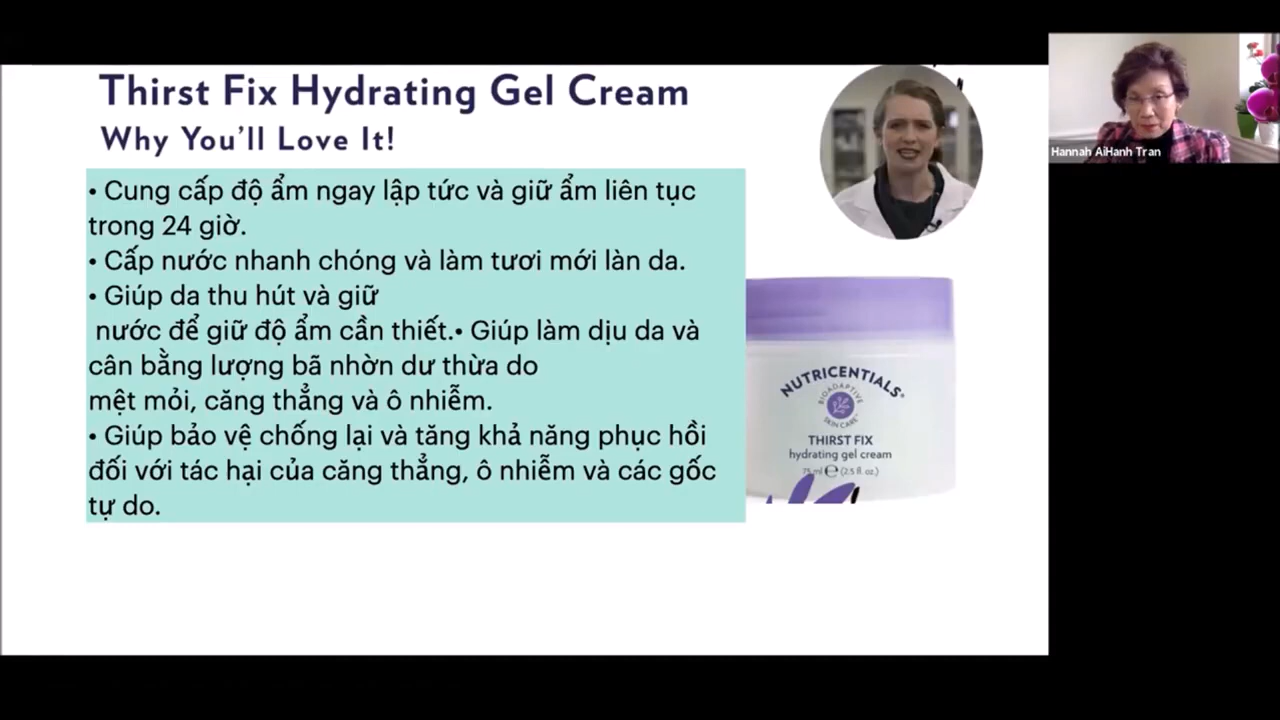 Thirst Fix Hydrating Gel Cream
Why You'll Love It!
• Cung cấp độ ẩm ngay lập tức và giữ ẩm liên tục
trong 24 giờ.
• Cấp nước nhanh chóng và làm tươi mới làn da.
• Giúp da thu hút và giữ
nước để giữ độ ẩm cần thiết.• Giúp làm dịu da và
cân bằng lượng bã nhờn dư thừa do
mệt mỏi, căng thẳng và ô nhiễm.
• Giúp bảo vệ chống lại và tăng khả năng phục hồi
đối với tác hại của căng thẳng, ô nhiễm và các gốc
tự do.
NUTRICENTIALS®
BIOADAPTIVE
SKIN CARE™
THIRST FIX
hydrating gel cream
75 ml ℮ (2.5 fl. oz.)
Hannah AiHanh Tran